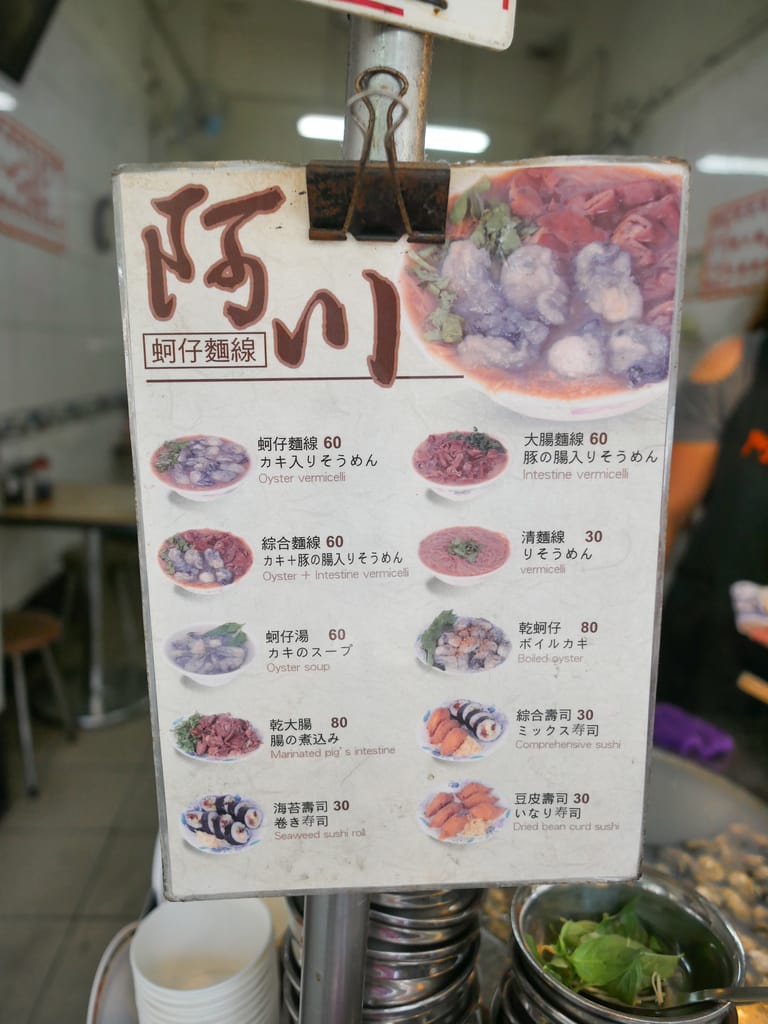 阿川
蚵仔麵線
蚵仔麵線 60
カキ入りそうめん
Oyster vermicelli
大腸麵線 60
豚の腸入りそうめん
Intestine vermicelli
綜合麵線 60
カキ+豚の腸入りそうめん
Oyster + Intestine vermicelli
清麵線 30
りそうめん
vermicelli
蚵仔湯 60
カキのスープ
Oyster soup
乾蚵仔 80
ボイルカキ
Boiled oyster
乾大腸 80
腸の煮込み
Marinated pig's intestine
綜合壽司 30
ミックス寿司
Comprehensive sushi
海苔壽司 30
巻き寿司
Seaweed sushi roll
豆皮壽司 30
いなり寿司
Dried bean curd sushi